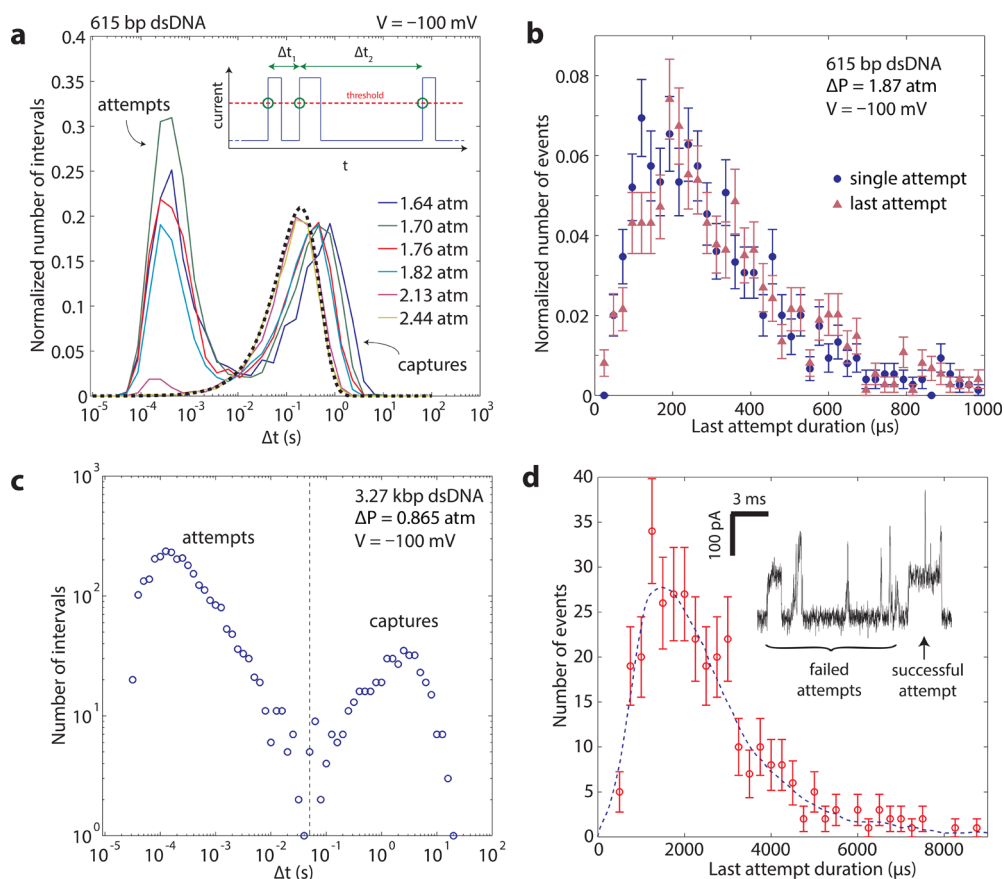 a
615 bp dsDNA
V = −100 mV
0.4
0.35
0.3
0.25
0.2
0.15
0.1
0.05
0
Normalized number of intervals
10⁻⁵ 10⁻⁴ 10⁻³ 10⁻² 10⁻¹ 10⁰ 10¹ 10² 10³
Δt (s)
attempts
Δt₁
Δt₂
current
threshold
t
1.64 atm
1.70 atm
1.76 atm
1.82 atm
2.13 atm
2.44 atm
captures
b
0.08
0.06
0.04
0.02
0
Normalized number of events
615 bp dsDNA
ΔP = 1.87 atm
V = −100 mV
single attempt
last attempt
0 200 400 600 800 1000
Last attempt duration (μs)
c
10³
10²
10¹
10⁰
Number of intervals
3.27 kbp dsDNA
ΔP = 0.865 atm
V = −100 mV
attempts
captures
10⁻⁵ 10⁻⁴ 10⁻³ 10⁻² 10⁻¹ 10⁰ 10¹ 10²
Δt (s)
d
40
35
30
25
20
15
10
5
0
Number of events
3 ms
100 pA
failed
attempts
successful
attempt
0 2000 4000 6000 8000
Last attempt duration (μs)